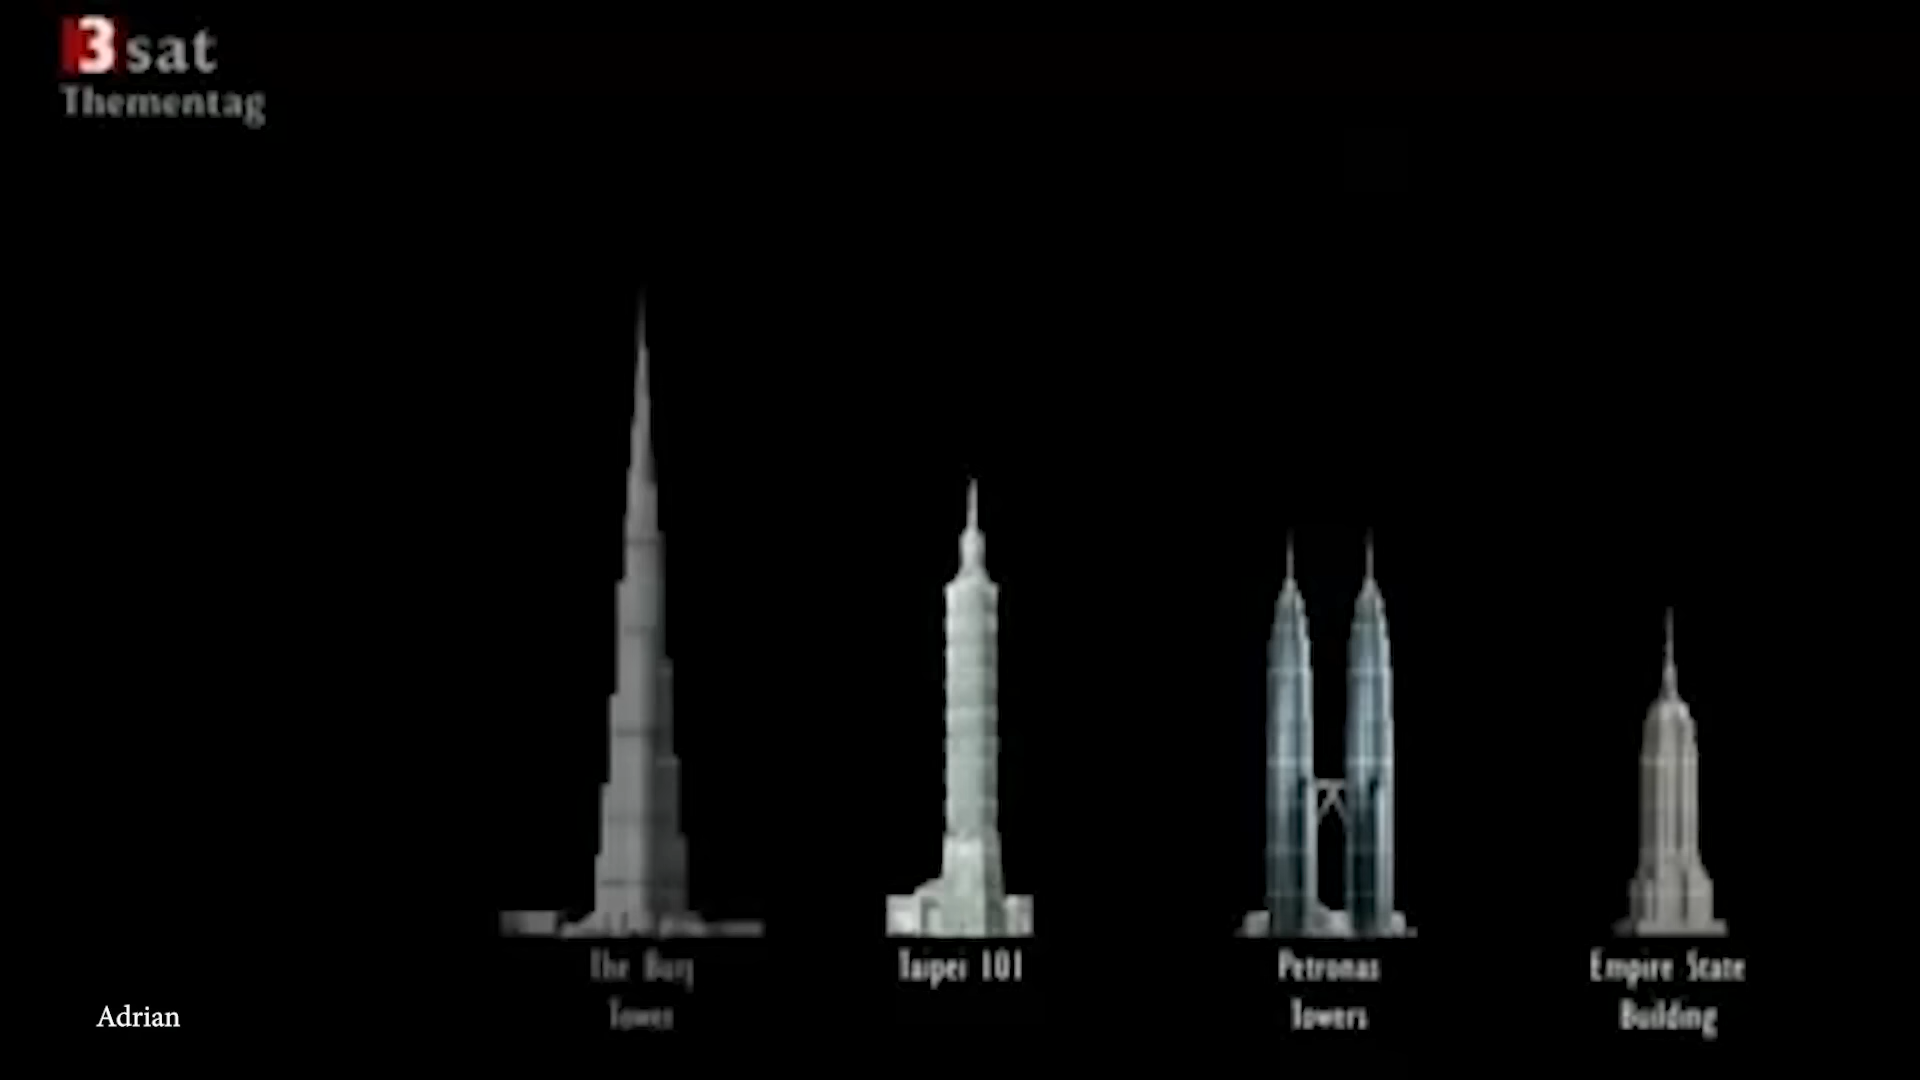 3sat
Thementag
The Burj
Tower
Taipei 101
Petronas
Towers
Empire State
Building
Adrian